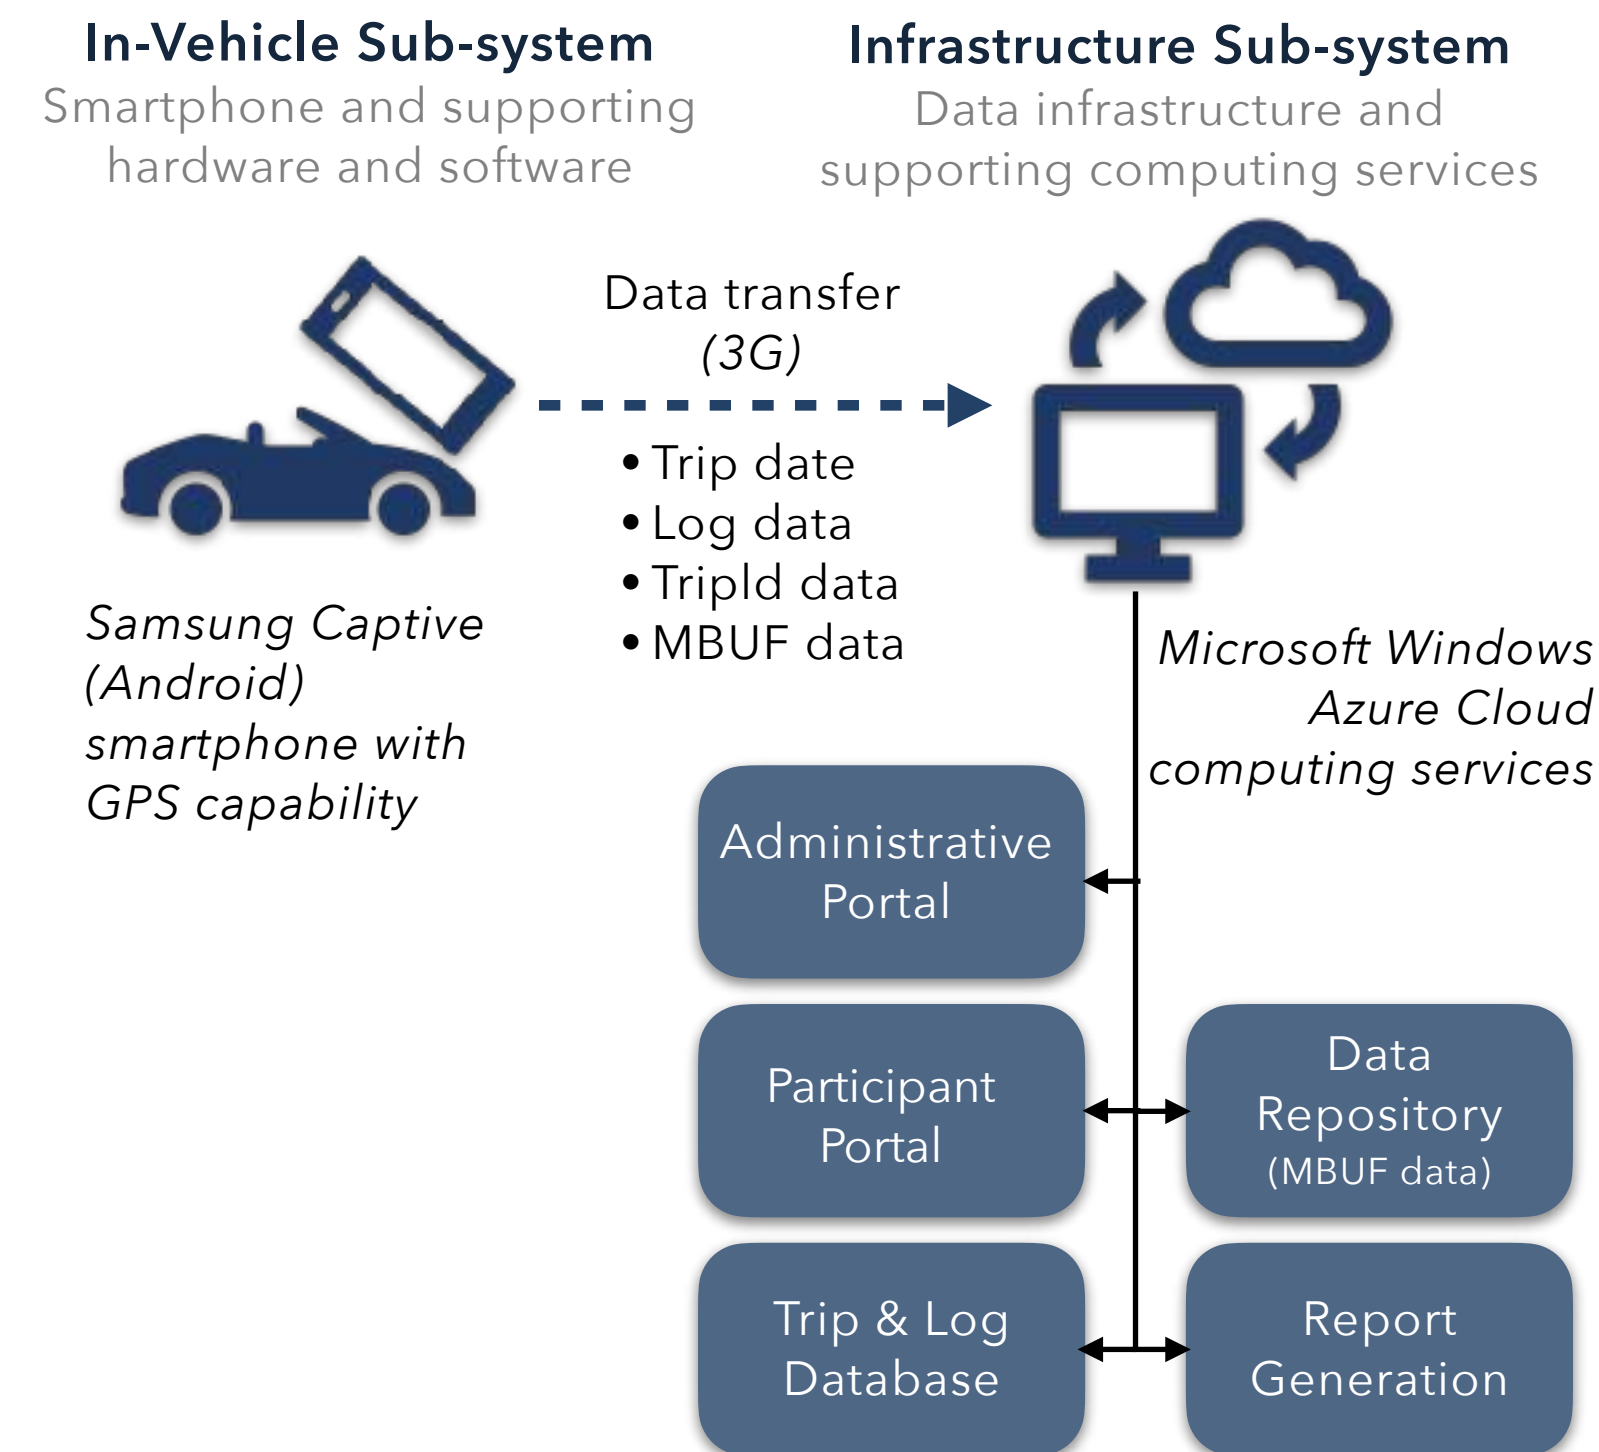 In-Vehicle Sub-system
Smartphone and supporting
hardware and software
Infrastructure Sub-system
Data infrastructure and
supporting computing services
Data transfer
(3G)
• Trip date
• Log data
• TripId data
• MBUF data
Samsung Captive
(Android)
smartphone with
GPS capability
Microsoft Windows
Azure Cloud
computing services
Administrative
Portal
Participant
Portal
Data
Repository
(MBUF data)
Trip & Log
Database
Report
Generation